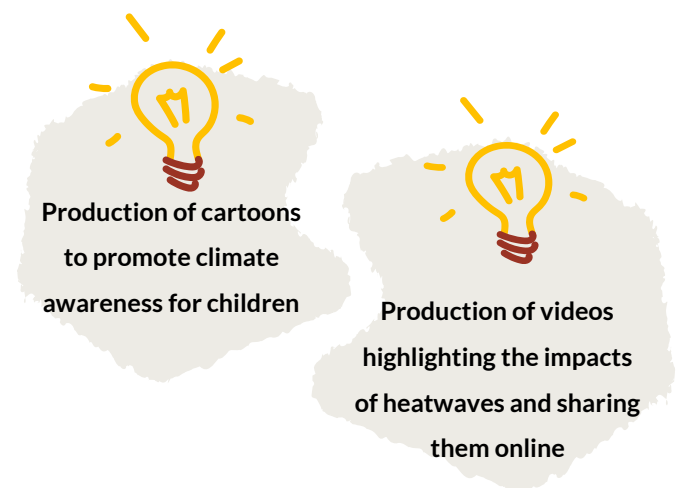 Production of cartoons
to promote climate
awareness for children
Production of videos
highlighting the impacts
of heatwaves and sharing
them online